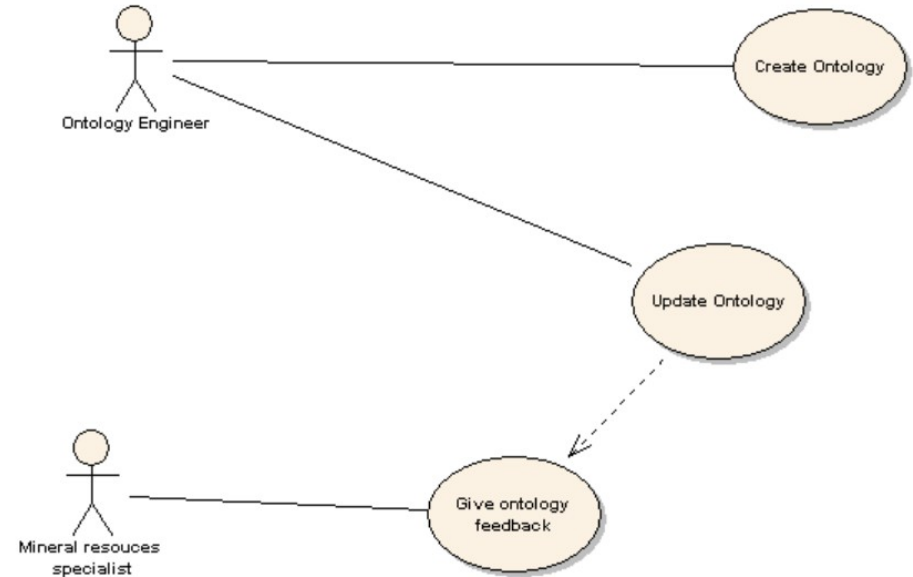 Create Ontology
Ontology Engineer
Update Ontology
Give ontology
feedback
Mineral resouces
specialist